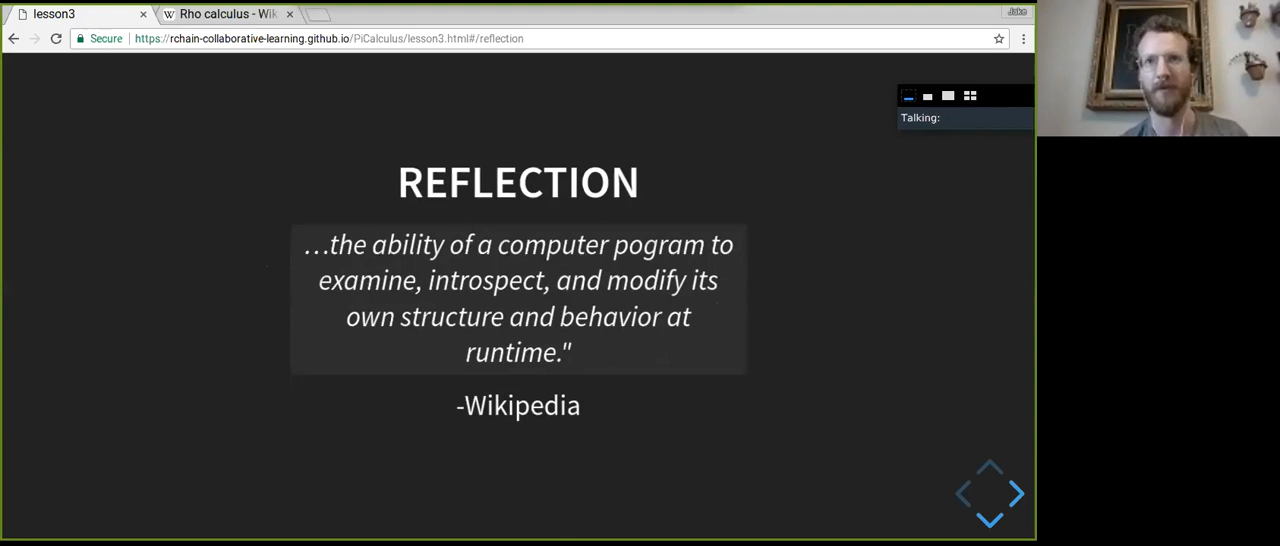 lesson3
Rho calculus - Wik
Jake
Secure
https://rchain-collaborative-learning.github.io/PiCalculus/lesson3.html#/reflection
Talking:
REFLECTION
…the ability of a computer pogram to
examine, introspect, and modify its
own structure and behavior at
runtime."
-Wikipedia